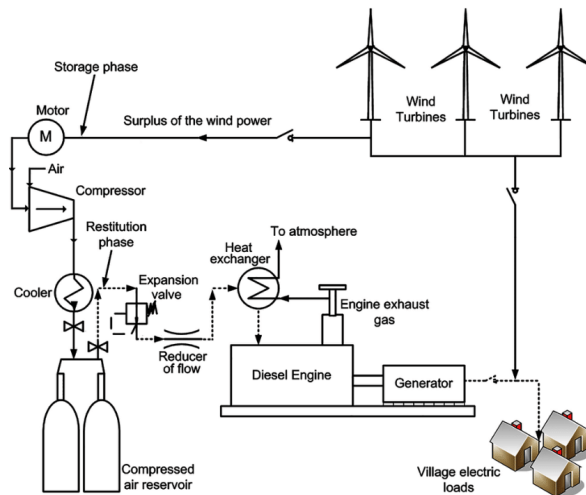 Storage phase
Motor
M
Surplus of the wind power
Wind
Turbines
Wind
Turbines
Air
Compressor
Restitution
phase
To atmosphere
Heat
exchanger
Cooler
Expansion
valve
Engine exhaust
gas
Reducer
of flow
Diesel Engine
Generator
Compressed
air reservoir
Village electric
loads